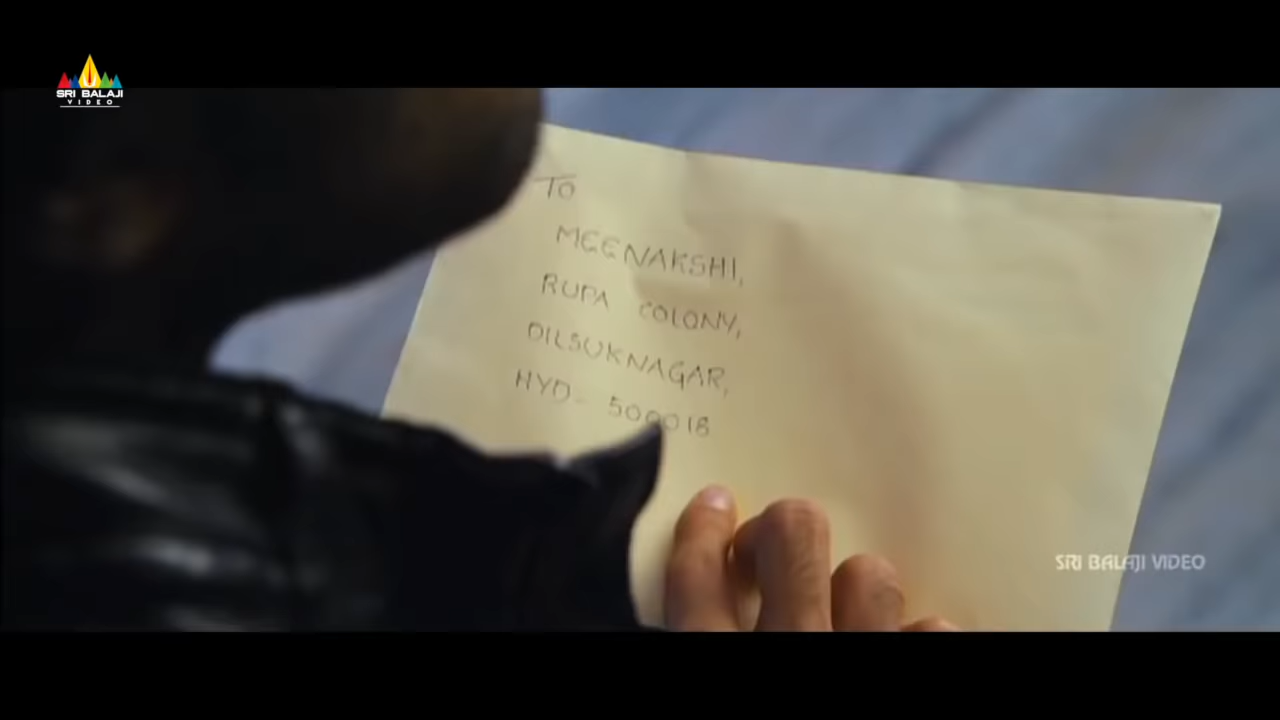 SRI BALAJI
VIDEO
TO
MEENAKSHI,
RUPA COLONY,
DILSUKNAGAR,
HYD- 500018
SRI BALAJI VIDEO